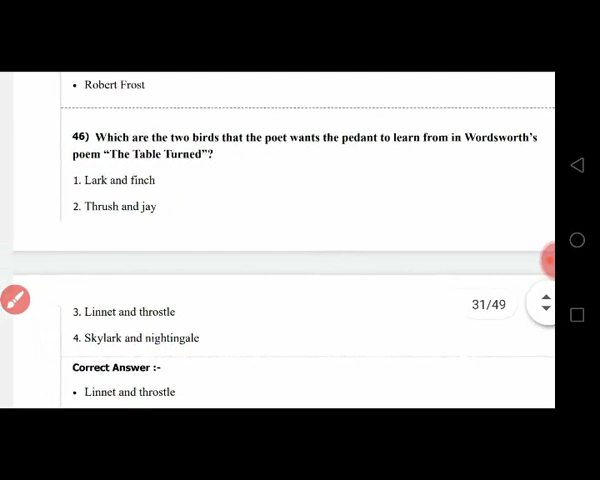 • Robert Frost
46) Which are the two birds that the poet wants the pedant to learn from in Wordsworth's
poem “The Table Turned”?
1. Lark and finch
2. Thrush and jay
3. Linnet and throstle
31/49
4. Skylark and nightingale
Correct Answer :-
• Linnet and throstle